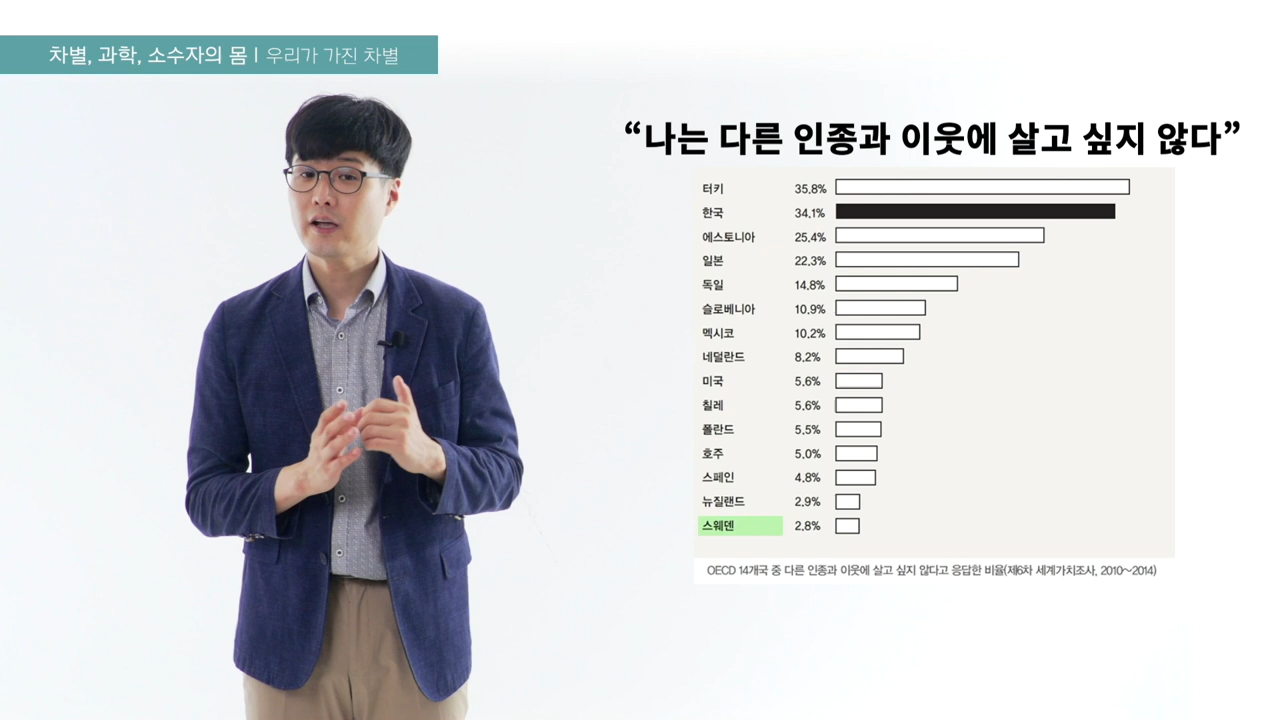 차별, 과학, 소수자의 몸 | 우리가 가진 차별
“나는 다른 인종과 이웃에 살고 싶지 않다”
터키 35.8%
한국 34.1%
에스토니아 25.4%
일본 22.3%
독일 14.8%
슬로베니아 10.9%
멕시코 10.2%
네덜란드 8.2%
미국 5.6%
칠레 5.6%
폴란드 5.5%
호주 5.0%
스페인 4.8%
뉴질랜드 2.9%
스웨덴 2.8%
OECD 14개국 중 다른 인종과 이웃에 살고 싶지 않다고 응답한 비율(제6차 세계가치조사, 2010~2014)